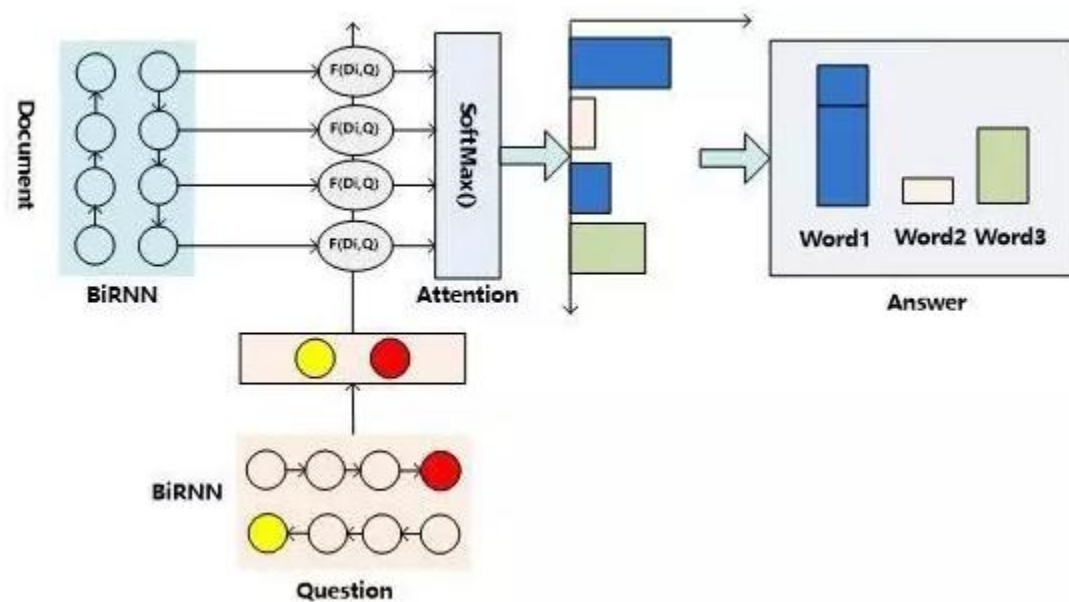 Document
BiRNN
F(Di,Q)
F(Di,Q)
F(Di,Q)
F(Di,Q)
SoftMax()
Attention
Word1 Word2 Word3
Answer
BiRNN
Question